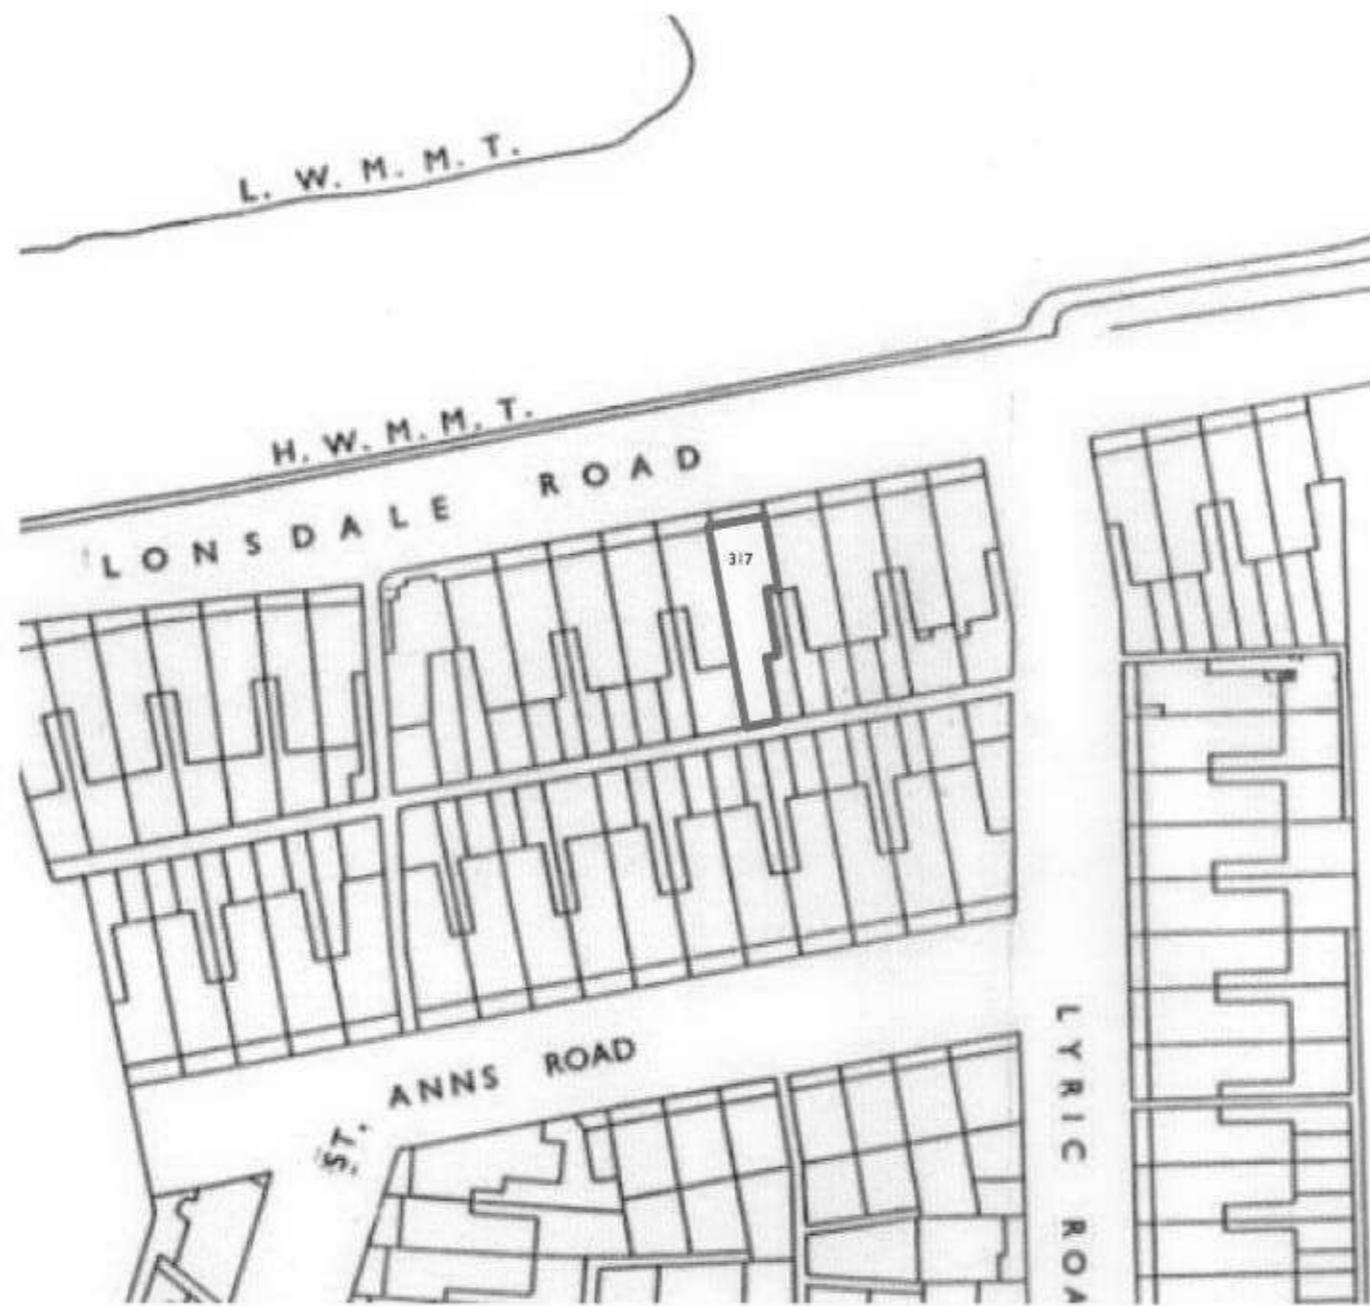 L. W. M. M. T.
H. W. M. M. T.
LONSDALE ROAD
317
ST. ANNS ROAD
LYRIC ROA